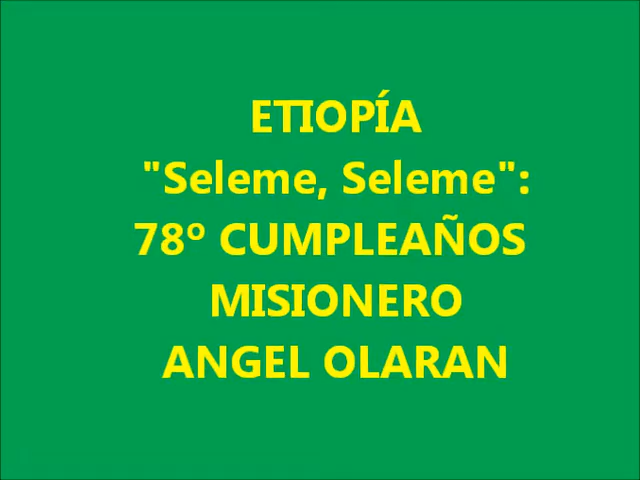 ETIOPÍA
"Seleme, Seleme":
78º CUMPLEAÑOS
MISIONERO
ANGEL OLARAN